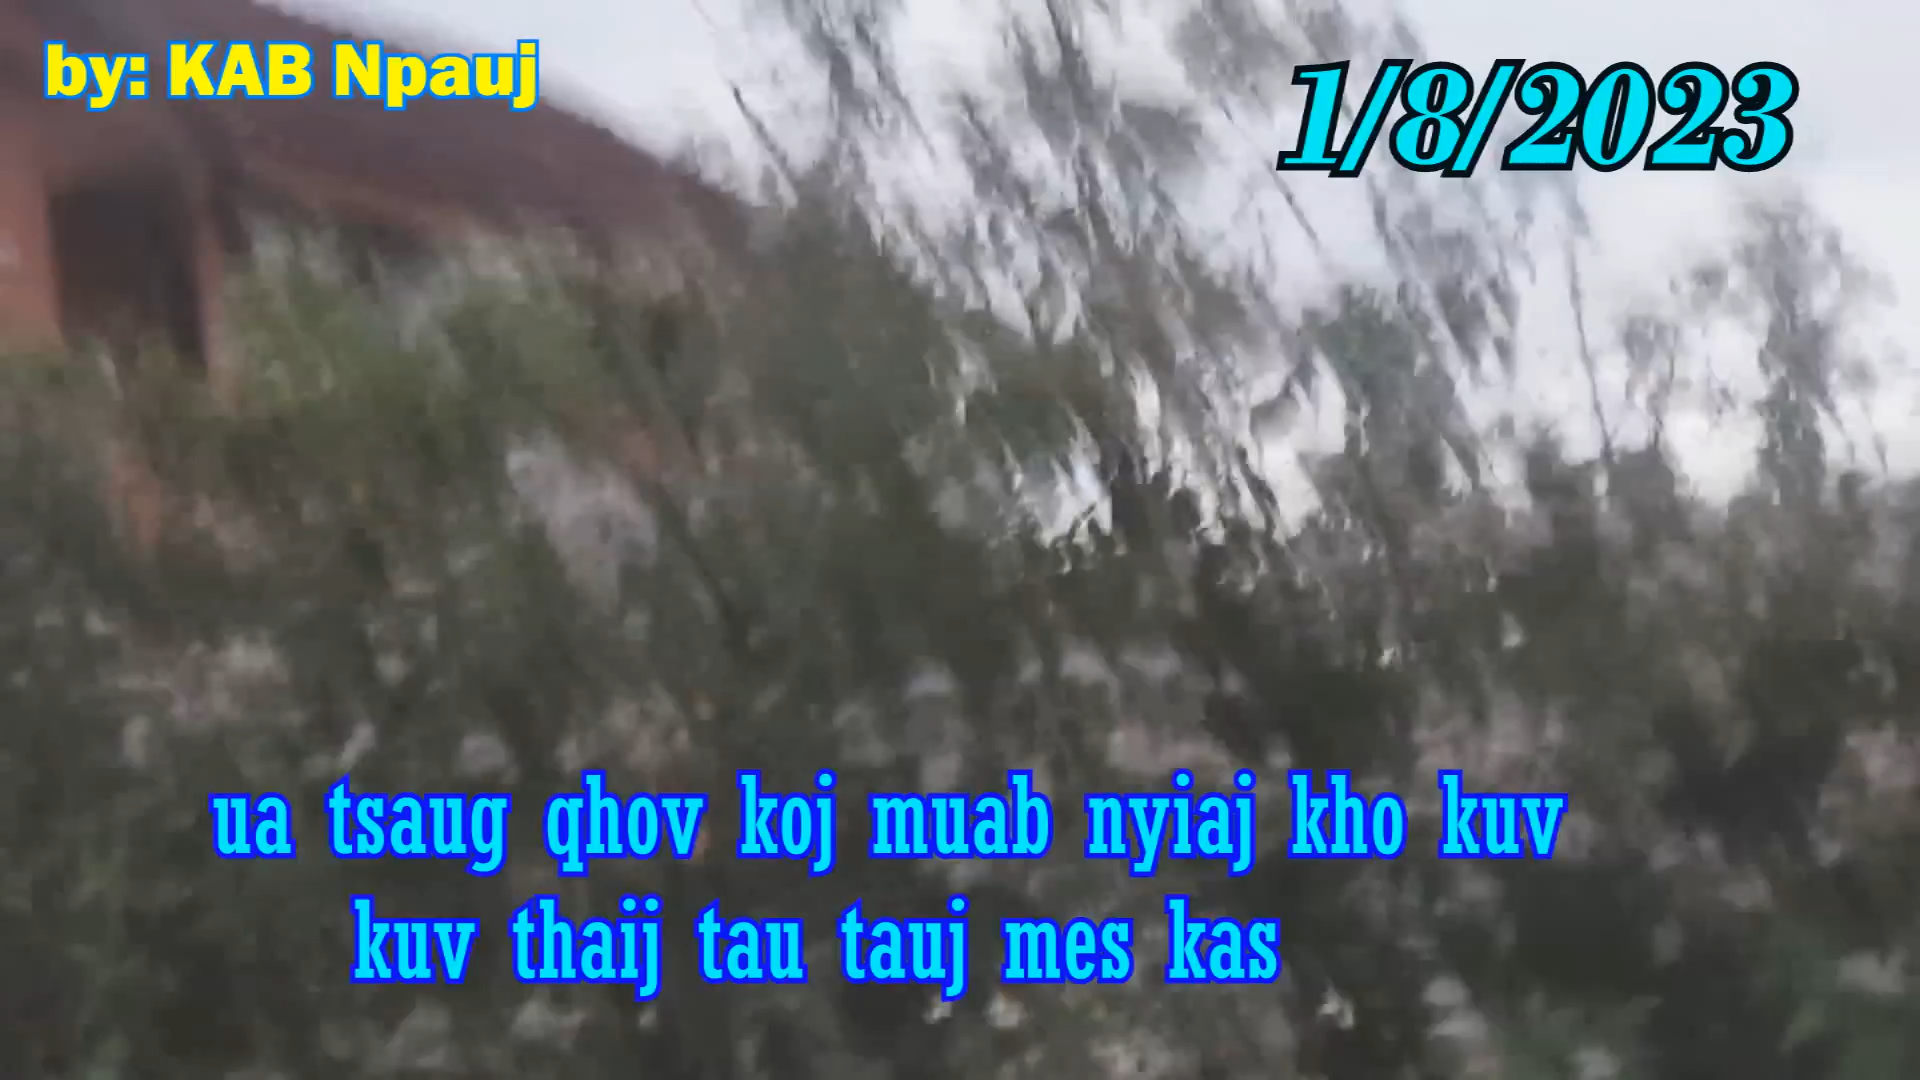 by: KAB Npauj
1/8/2023
ua tsaug qhov koj muab nyiaj kho kuv
kuv thaij tau tauj mes kas